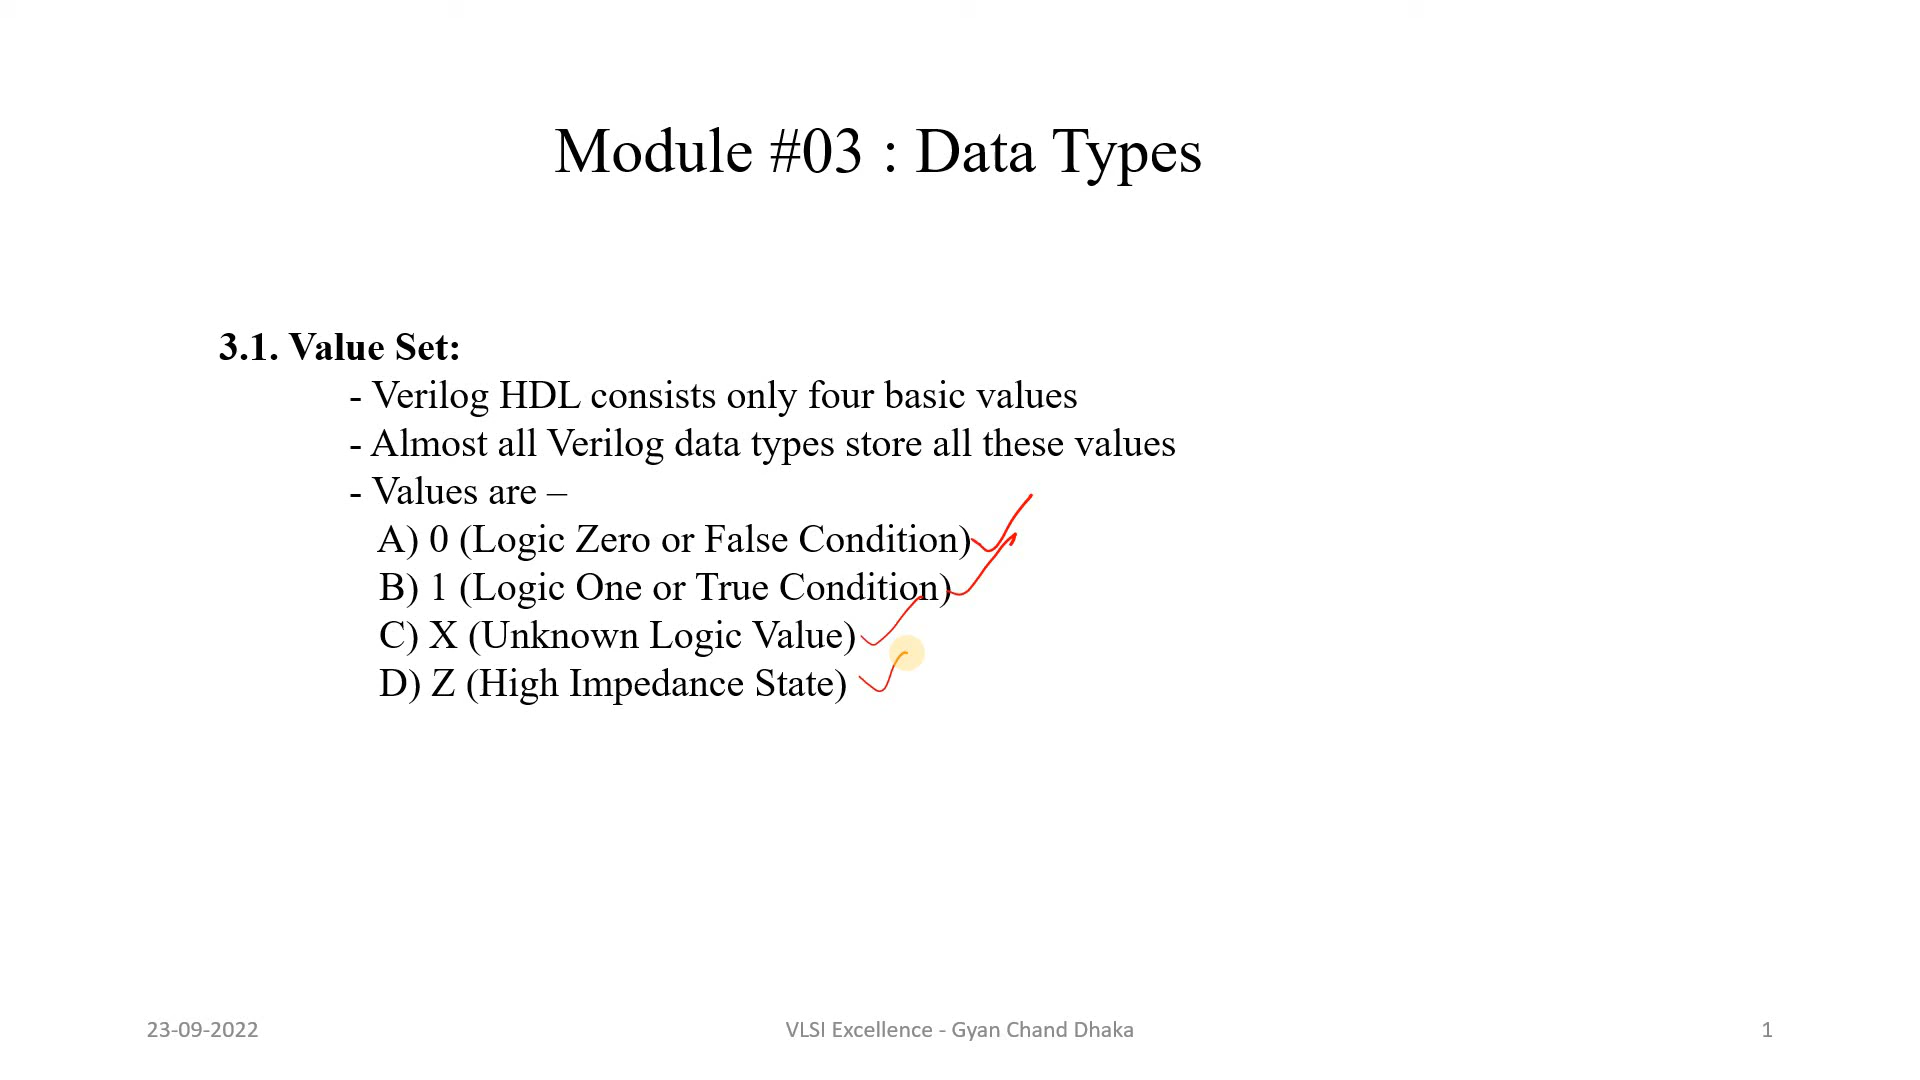 Module #03 : Data Types
3.1. Value Set:
- Verilog HDL consists only four basic values
- Almost all Verilog data types store all these values
- Values are –
A) 0 (Logic Zero or False Condition)
B) 1 (Logic One or True Condition)
C) X (Unknown Logic Value)
D) Z (High Impedance State)
23-09-2022
VLSI Excellence - Gyan Chand Dhaka
1